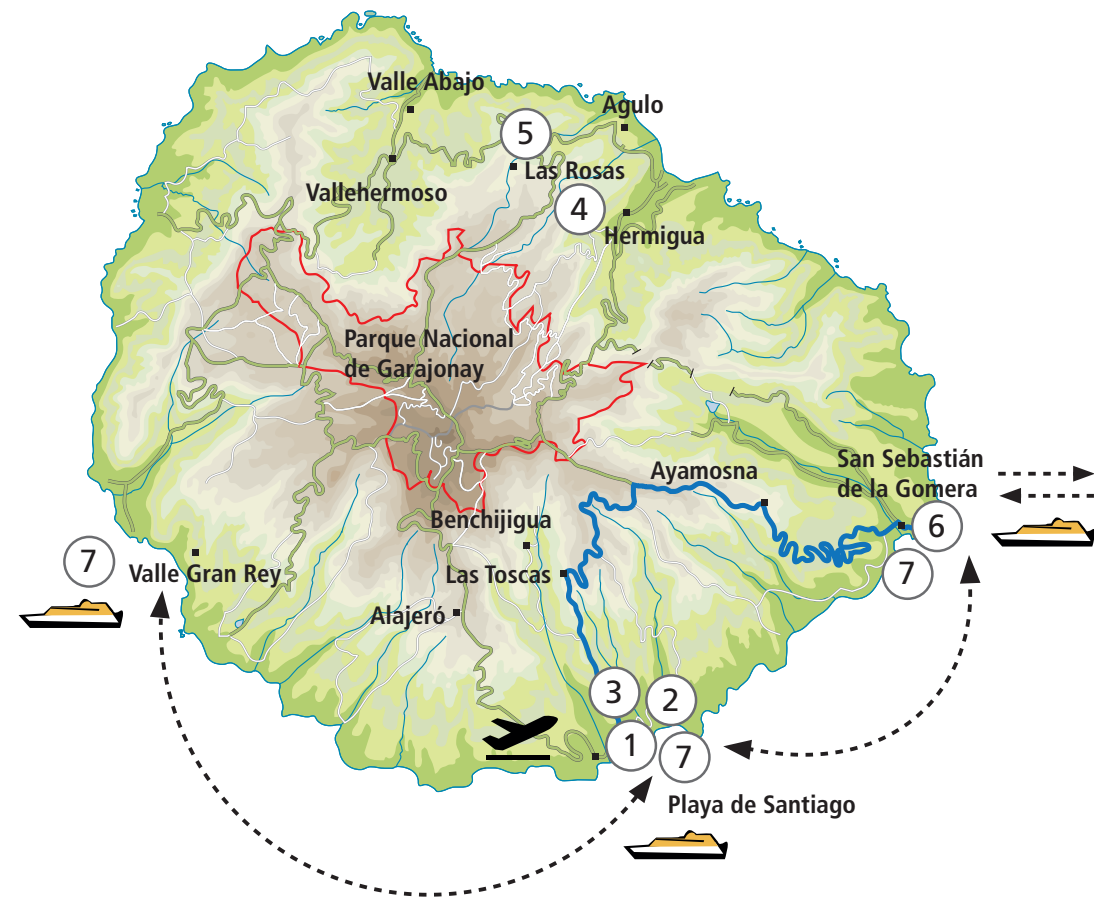 Valle Abajo
Agulo
5
Las Rosas
Vallehermoso
4
Hermigua
Parque Nacional
de Garajonay
Ayamosna
San Sebastián
de la Gomera
Benchijigua
6
7
Valle Gran Rey
Las Toscas
7
Alajeró
3
2
1
7
Playa de Santiago